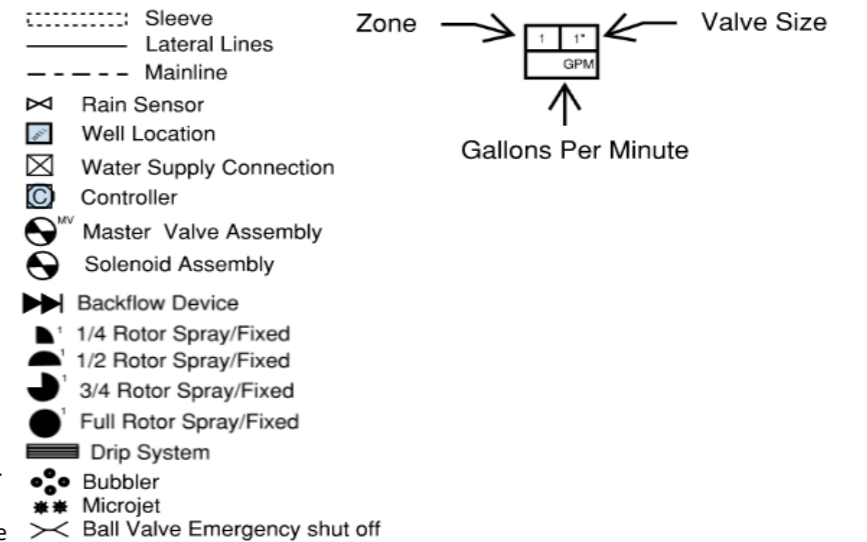 Sleeve
Lateral Lines
Mainline
Rain Sensor
Well Location
Water Supply Connection
C Controller
MV Master Valve Assembly
Solenoid Assembly
Backflow Device
1 1/4 Rotor Spray/Fixed
1 1/2 Rotor Spray/Fixed
1 3/4 Rotor Spray/Fixed
1 Full Rotor Spray/Fixed
Drip System
Bubbler
Microjet
e Ball Valve Emergency shut off
Zone 1 1" Valve Size
GPM
Gallons Per Minute